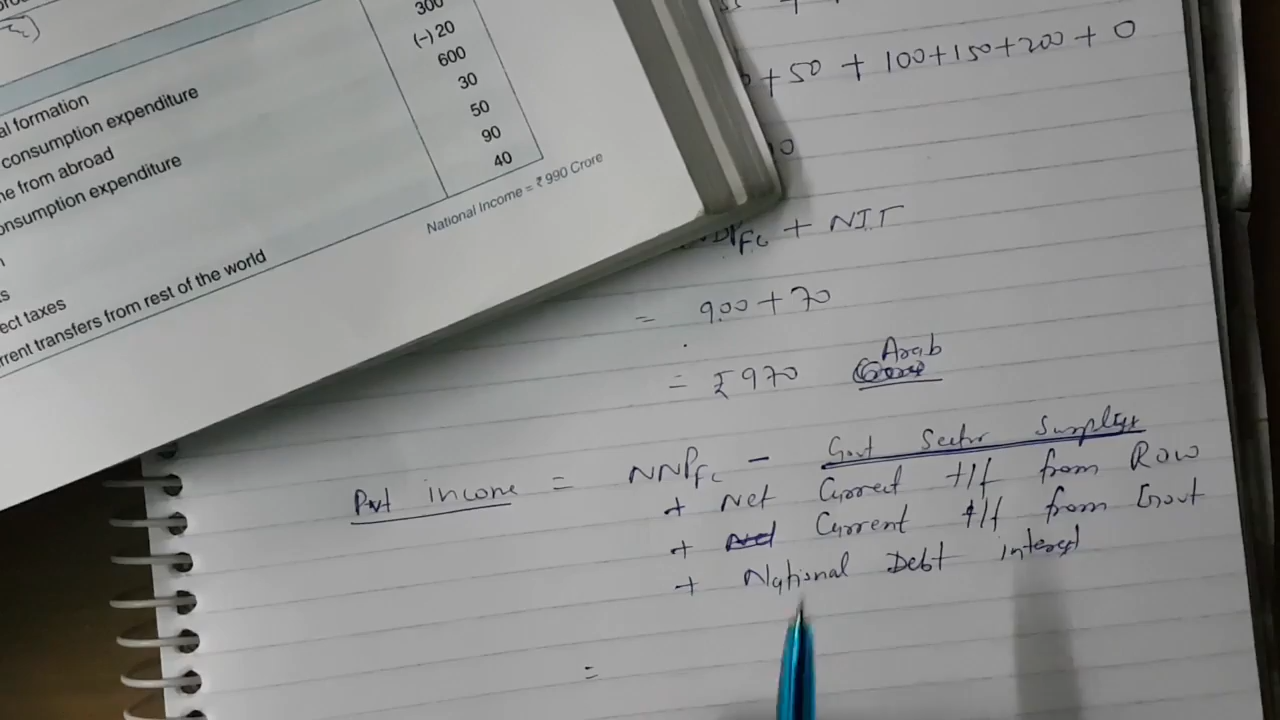 300
(–) 20
al formation 600
consumption expenditure 30
ne from abroad 50
onsumption expenditure 90
40
National Income = ₹ 990 Crore
ect taxes
rrent transfers from rest of the world
+ 50 + 100+150+200 + 0
FC + NIT
= 900 + 70
= ₹ 970 Arab
Pvt income = NNPFC – Govt Sector Surplus
+ Net Current t/f from Row
+ Current t/f from Govt
+ National Debt interest
=